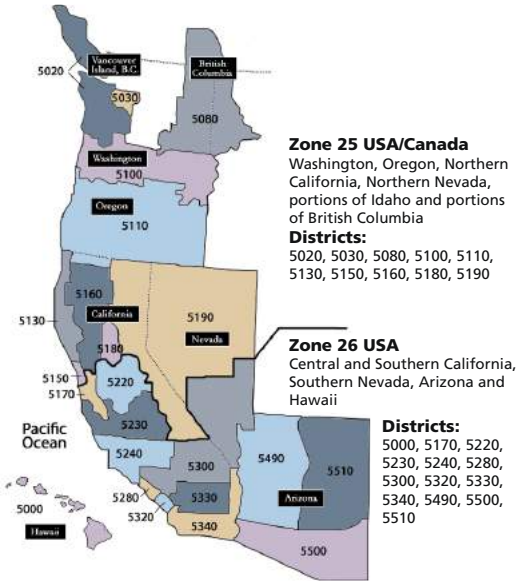 Vancouver
Island, B.C.
British
Columbia
5020
5030
5080
Washington
5100
Oregon
5110
Zone 25 USA/Canada
Washington, Oregon, Northern
California, Northern Nevada,
portions of Idaho and portions
of British Columbia
Districts:
5020, 5030, 5080, 5100, 5110,
5130, 5150, 5160, 5180, 5190
5160
California
5130
5190
Nevada
5180
5150
5170
5220
Zone 26 USA
Central and Southern California,
Southern Nevada, Arizona and
Hawaii
Districts:
5000, 5170, 5220,
5230, 5240, 5280,
5300, 5320, 5330,
5340, 5490, 5500,
5510
Pacific
Ocean
5230
5240
5300
5490
5510
5280
5330
Arizona
5320
5340
5000
Hawaii
5500